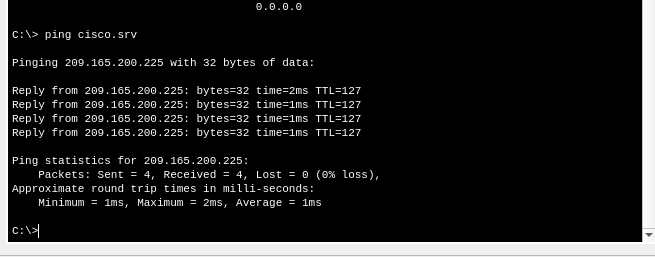 0.0.0.0
C:\> ping cisco.srv
Pinging 209.165.200.225 with 32 bytes of data:
Reply from 209.165.200.225: bytes=32 time=2ms TTL=127
Reply from 209.165.200.225: bytes=32 time=1ms TTL=127
Reply from 209.165.200.225: bytes=32 time=1ms TTL=127
Reply from 209.165.200.225: bytes=32 time=1ms TTL=127
Ping statistics for 209.165.200.225:
    Packets: Sent = 4, Received = 4, Lost = 0 (0% loss),
Approximate round trip times in milli-seconds:
    Minimum = 1ms, Maximum = 2ms, Average = 1ms
C:\>